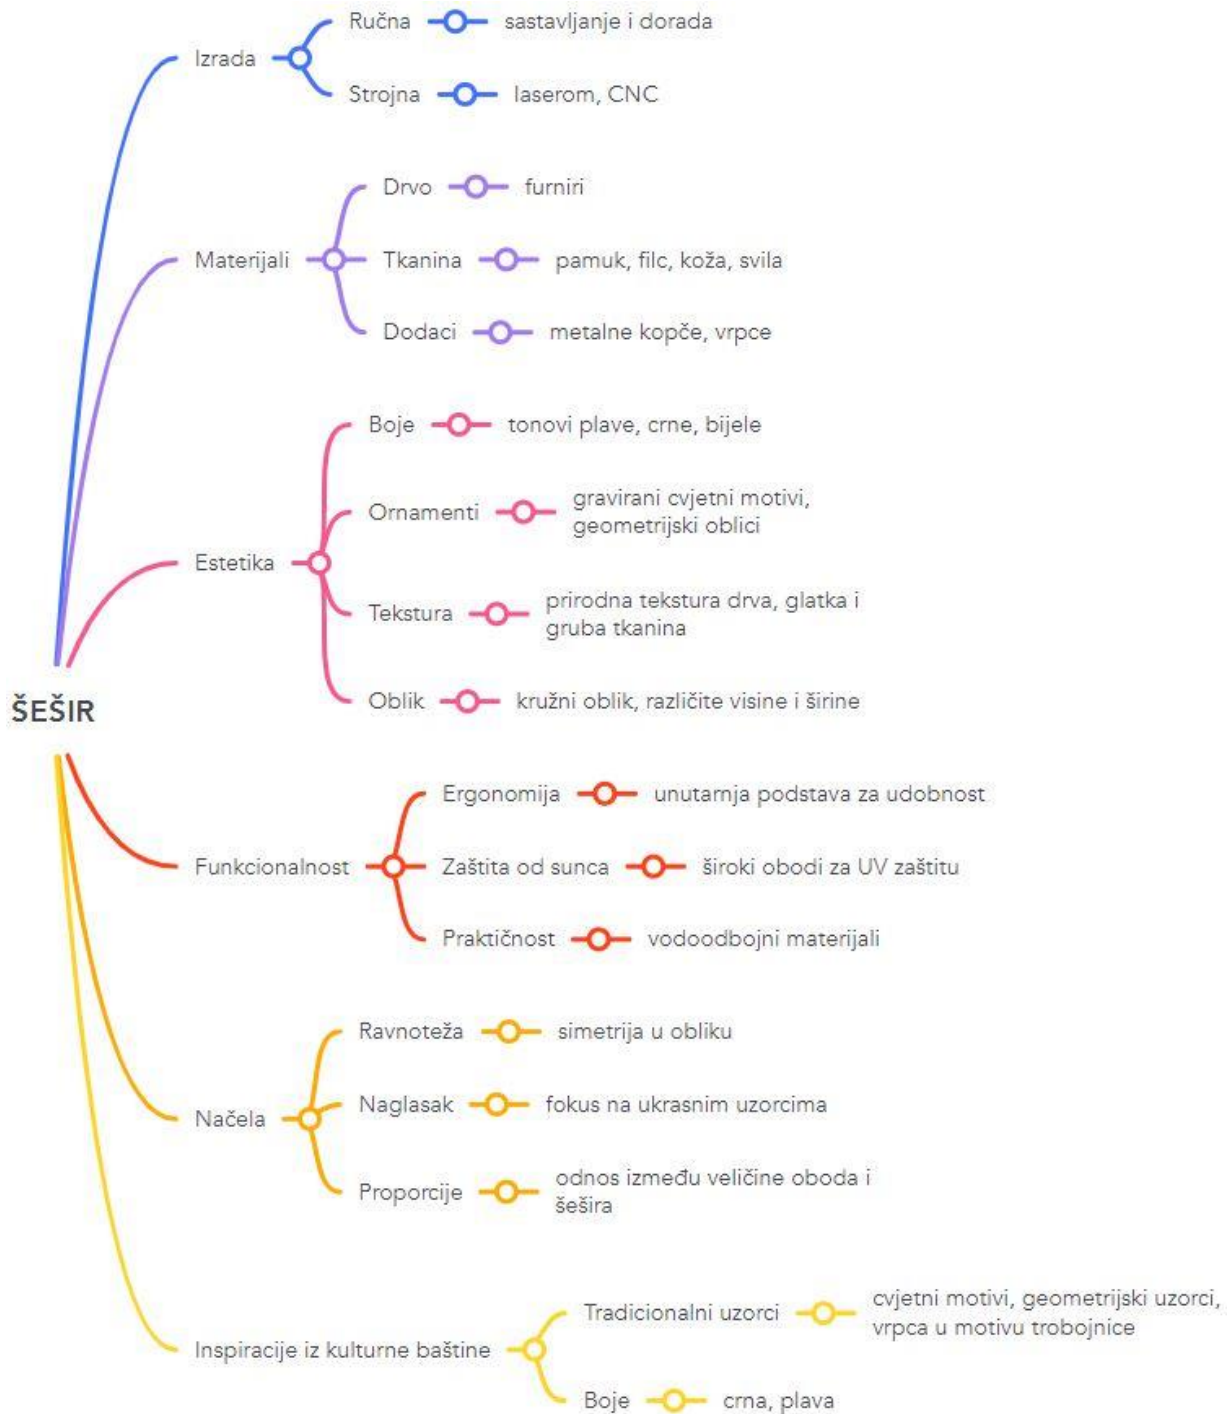 ŠEŠIR
Izrada
Ručna
sastavljanje i dorada
Strojna
laserom, CNC
Materijali
Drvo
furniri
Tkanina
pamuk, filc, koža, svila
Dodaci
metalne kopče, vrpce
Estetika
Boje
tonovi plave, crne, bijele
Ornamenti
gravirani cvjetni motivi,
geometrijski oblici
Tekstura
prirodna tekstura drva, glatka i
gruba tkanina
Oblik
kružni oblik, različite visine i širine
Funkcionalnost
Ergonomija
unutarnja podstava za udobnost
Zaštita od sunca
široki obodi za UV zaštitu
Praktičnost
vodoodbojni materijali
Načela
Ravnoteža
simetrija u obliku
Naglasak
fokus na ukrasnim uzorcima
Proporcije
odnos između veličine oboda i
šešira
Inspiracije iz kulturne baštine
Tradicionalni uzorci
cvjetni motivi, geometrijski uzorci,
vrpca u motivu trobojnice
Boje
crna, plava